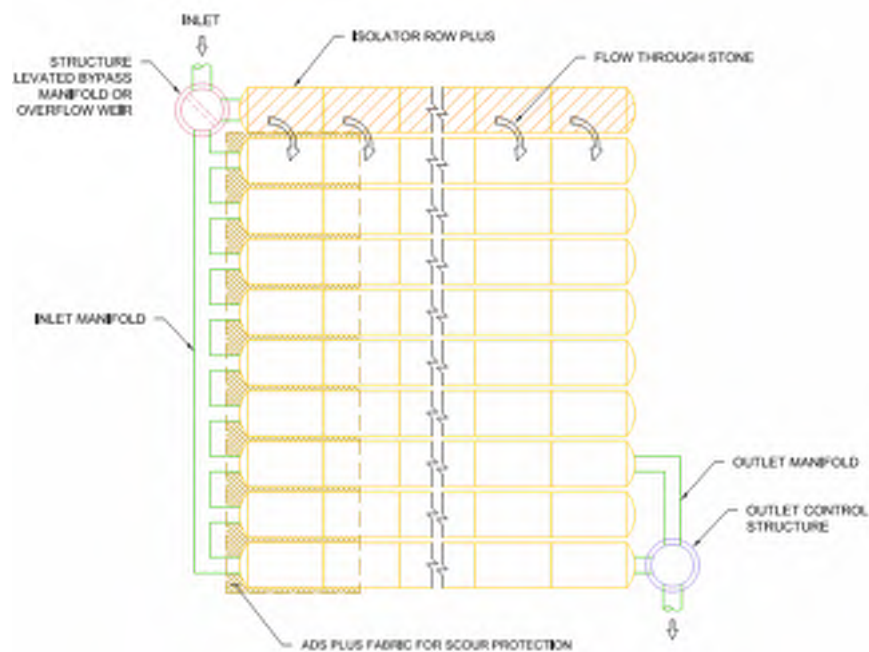 INLET
ISOLATOR ROW PLUS
FLOW THROUGH STONE
STRUCTURE
LEVATED BYPASS
MANIFOLD OR
OVERFLOW WEIR
INLET MANIFOLD
OUTLET MANIFOLD
OUTLET CONTROL
STRUCTURE
ADS PLUS FABRIC FOR SCOUR PROTECTION